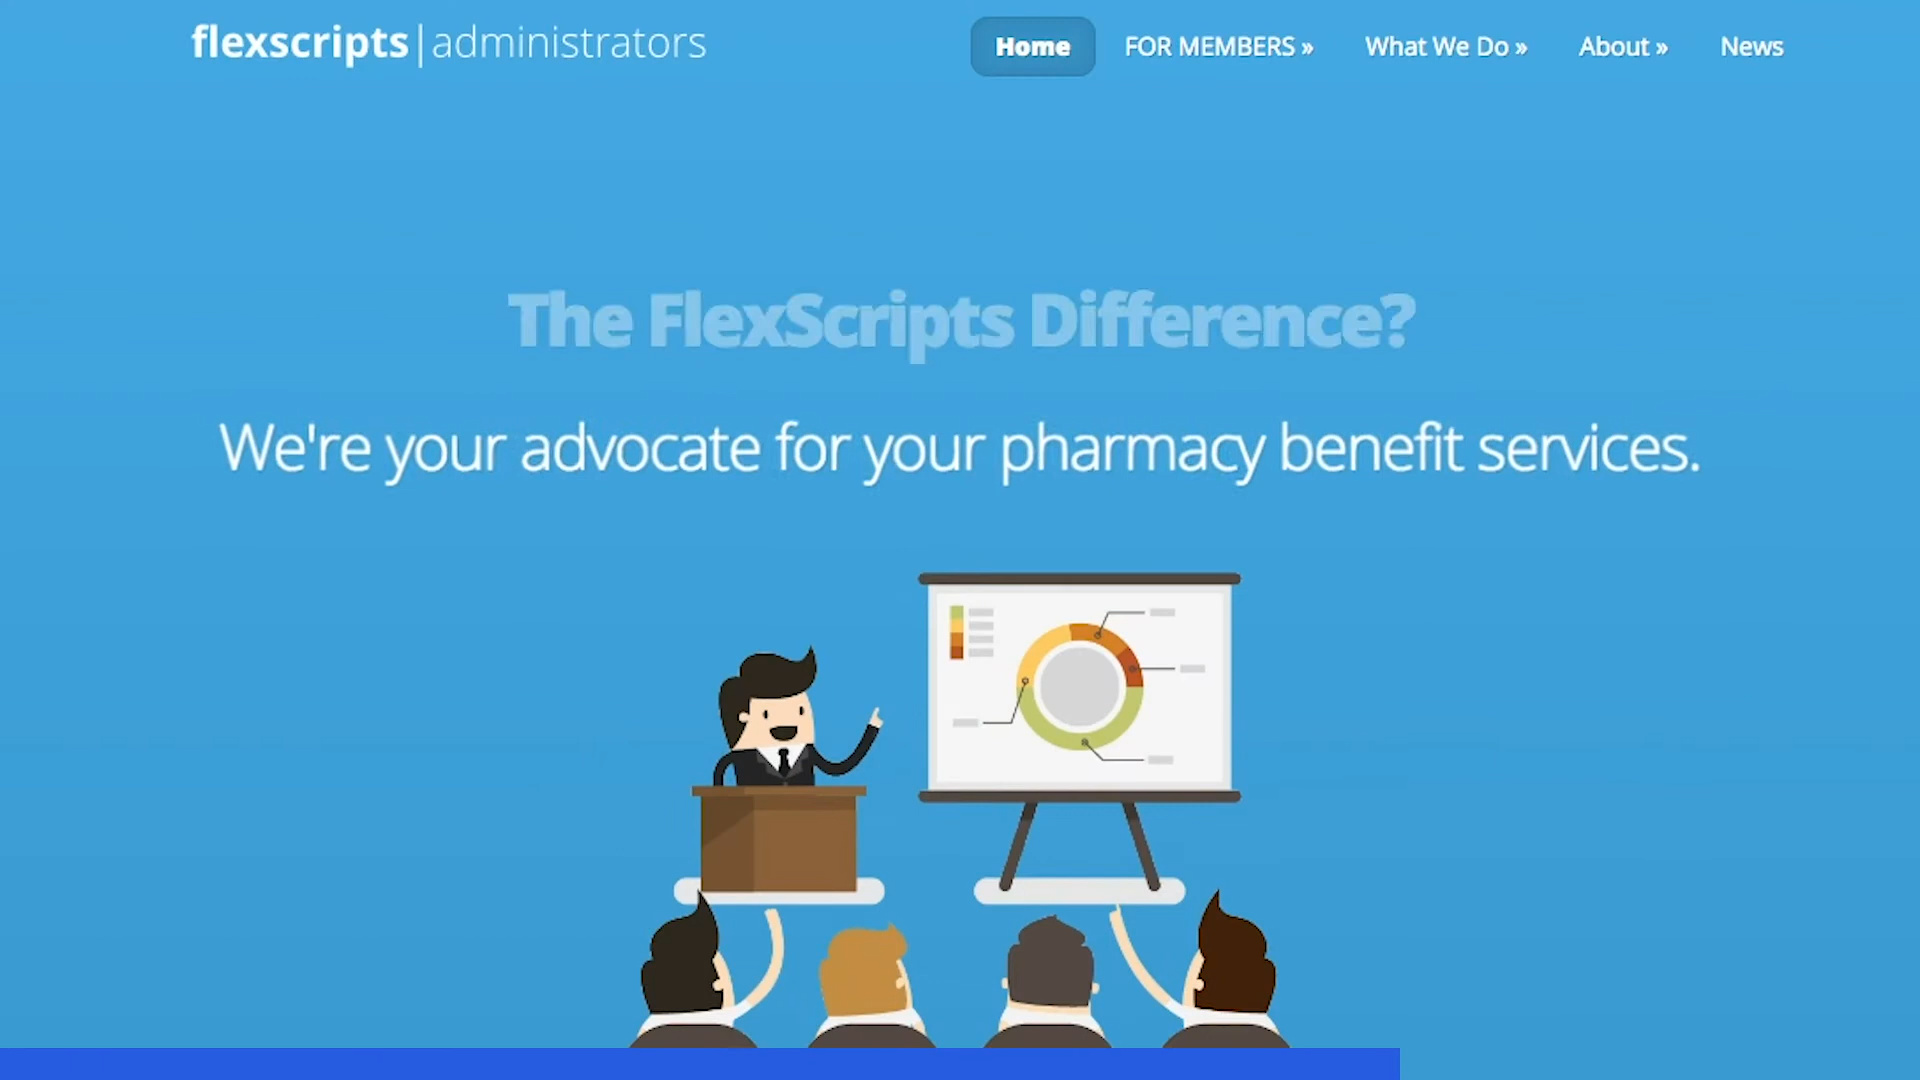 flexscripts|administrators
Home
FOR MEMBERS »
What We Do »
About »
News
The FlexScripts Difference?
We're your advocate for your pharmacy benefit services.